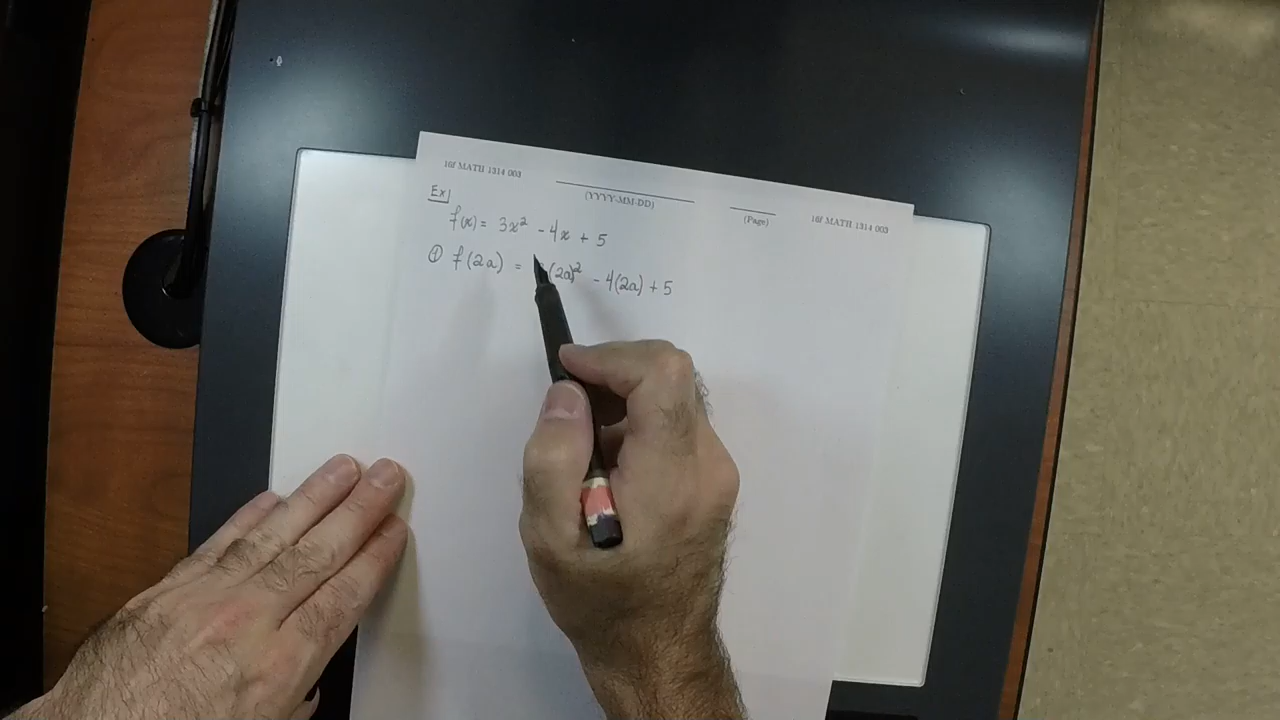 16f MATH 1314 003 (YYYY-MM-DD) (Page) 16f MATH 1314 003
Ex1
f(x) = 3x² - 4x + 5
① f(2a) = (2a)² - 4(2a) + 5